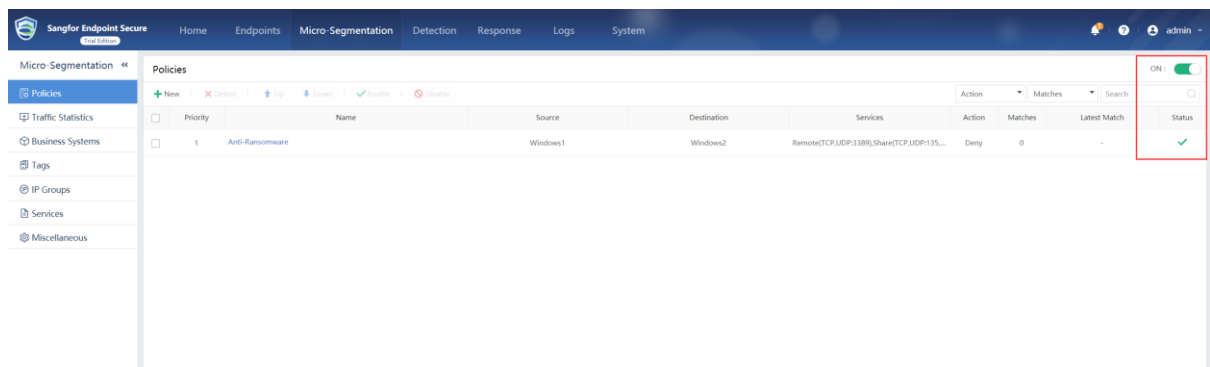 Sangfor Endpoint Secure Home Endpoints Micro-Segmentation Detection Response Logs System admin
Trial Edition
Micro-Segmentation «
Policies
Traffic Statistics
Business Systems
Tags
IP Groups
Services
Miscellaneous
Policies ON :
New Delete Up Down Enable Disable Action Matches Search
Priority Name Source Destination Services Action Matches Latest Match Status
1 Anti-Ransomware Windows1 Windows2 Remote(TCP,UDP:3389),Share(TCP,UDP:135,... Deny 0 -